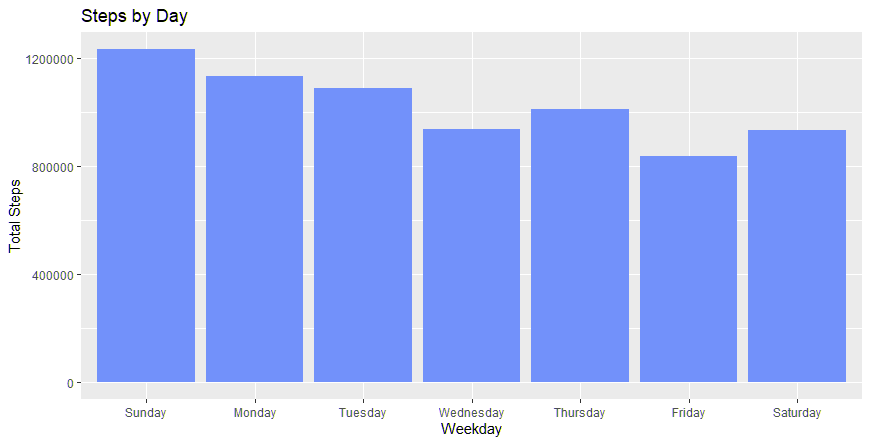 Steps by Day
1200000
800000
400000
0
Total Steps
Sunday Monday Tuesday Wednesday Thursday Friday Saturday
Weekday